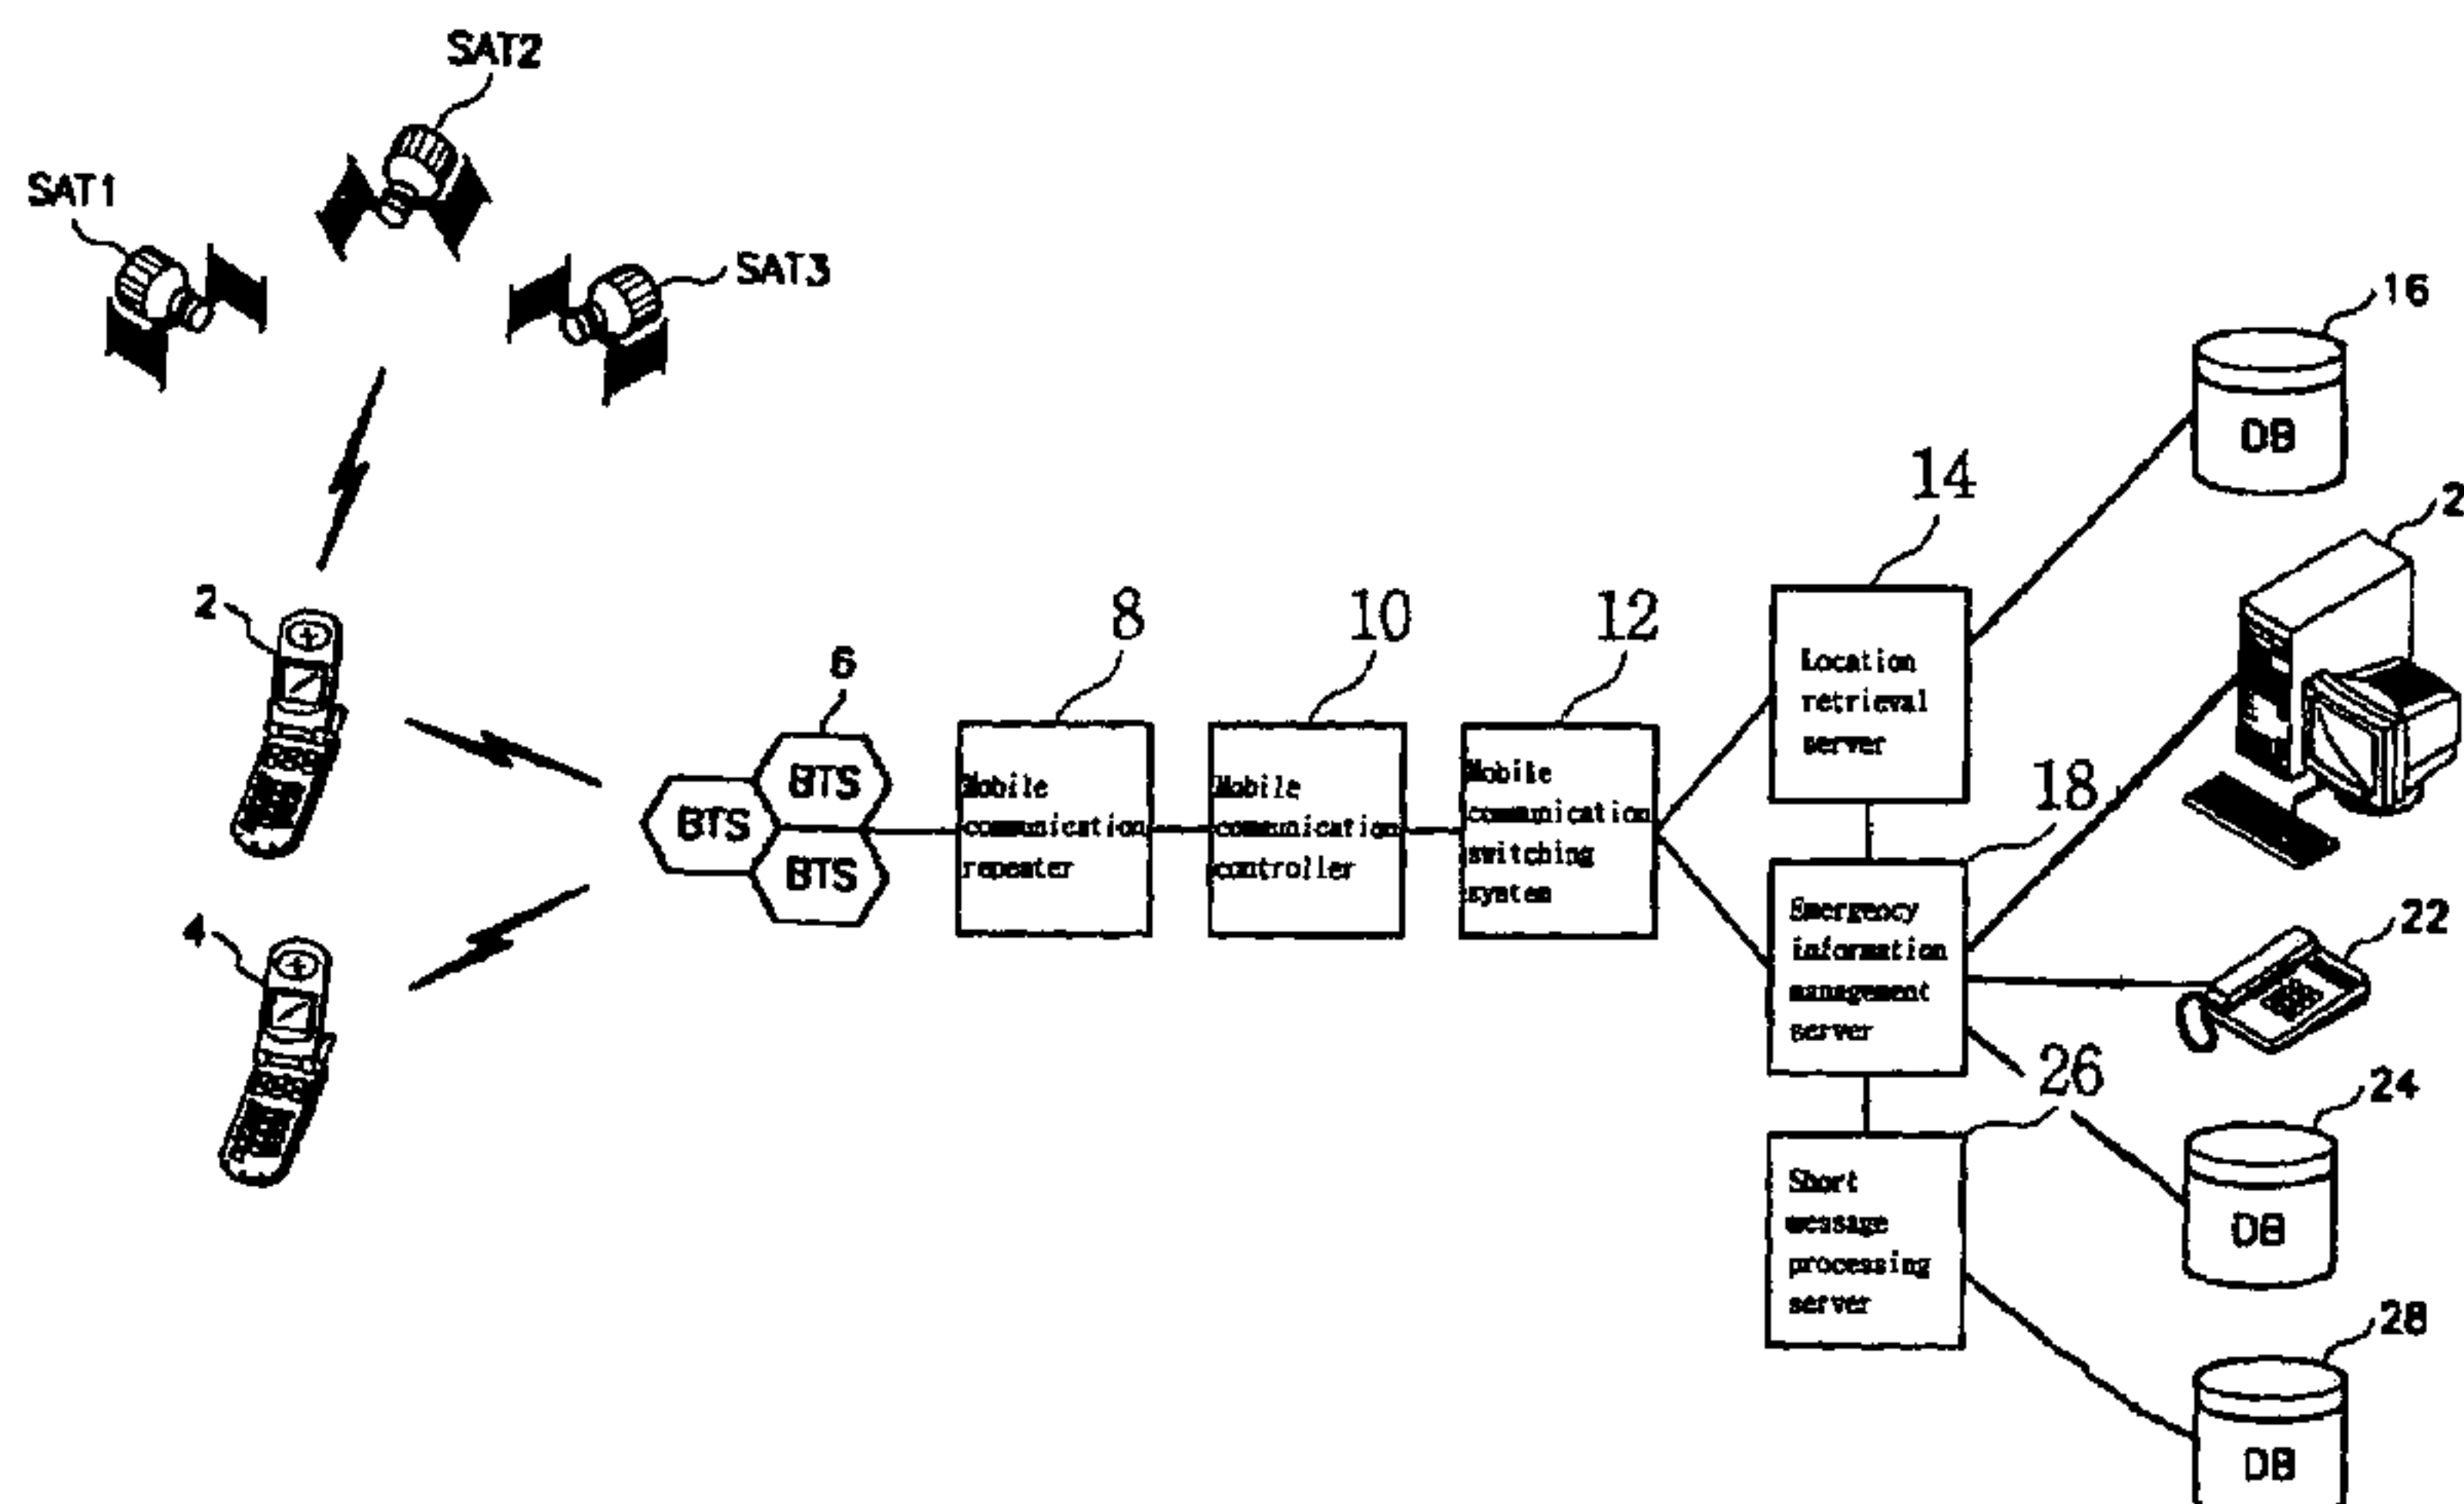 SAT2
SAT1
SAT3
16
14
2
2
8
10
12
6
Location
retrieval
server
DB
BTS
BTS
BTS
Mobile
communication
repeater
Mobile
communication
controller
Mobile
communication
switching
system
18
Emergency
information
management
server
22
4
26
24
Short
message
processing
server
DB
28
DB